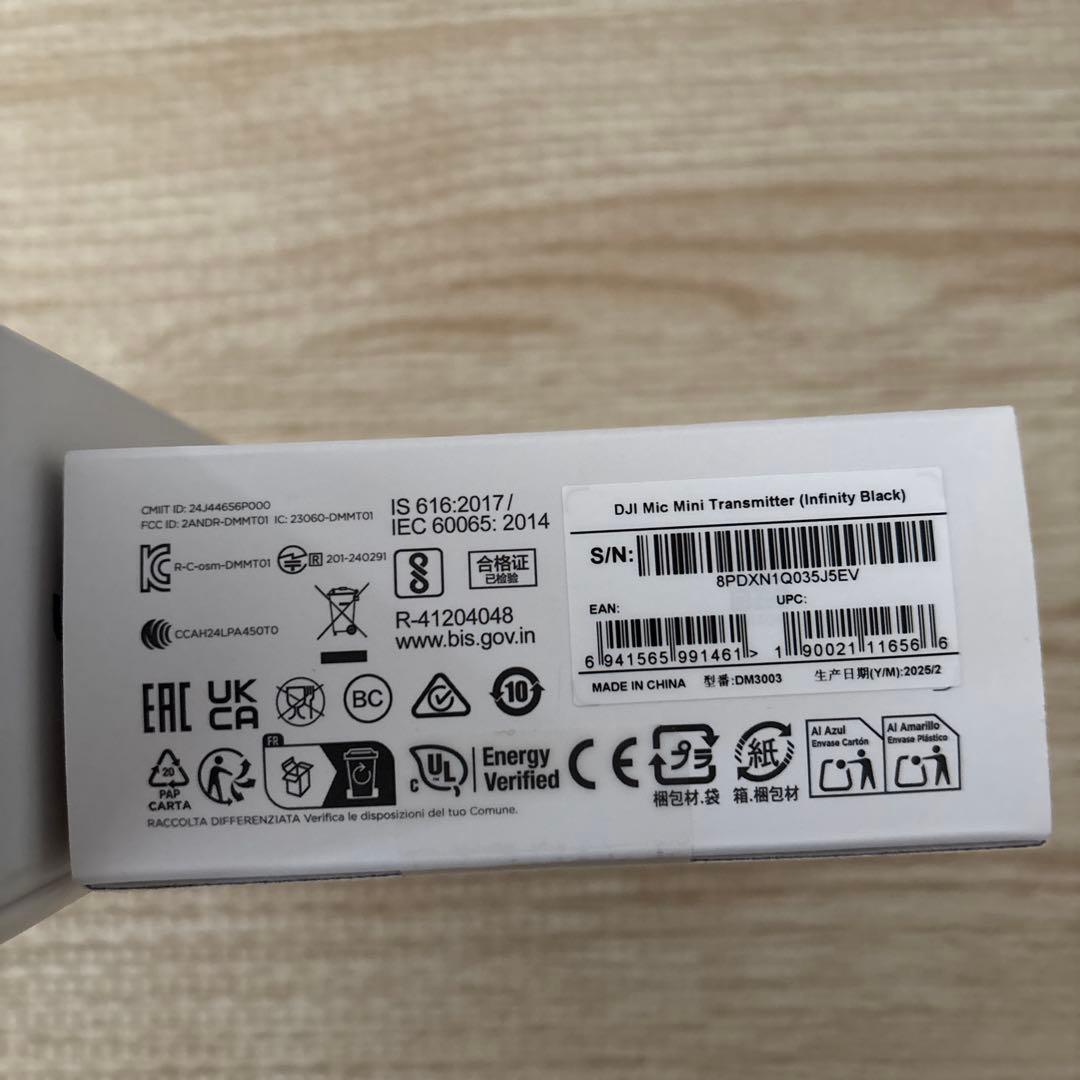 CMIIT ID: 24J44656P000
FCC ID: 2ANDR-DMMT01 IC: 23060-DMMT01
R-C-osm-DMMT01
R 201-240291
CCAH24LPA450T0
IS 616:2017/
IEC 60065: 2014
合格证
已检验
R-41204048
www.bis.gov.in
DJI Mic Mini Transmitter (Infinity Black)
S/N:
8PDXN1Q035J5EV
EAN:
6 941565 991461>
UPC:
1 90021 11656 6
MADE IN CHINA 型番:DM3003 生产日期(Y/M):2025/2
EAC
UK
CA
BC
10
20
PAP
CARTA
FR
c UL
Energy
Verified
CE
プラ
梱包材.袋
紙
箱.梱包材
Al Azul
Envase Cartón
Al Amarillo
Envase Plástico
RACCOLTA DIFFERENZIATA Verifica le disposizioni del tuo Comune.